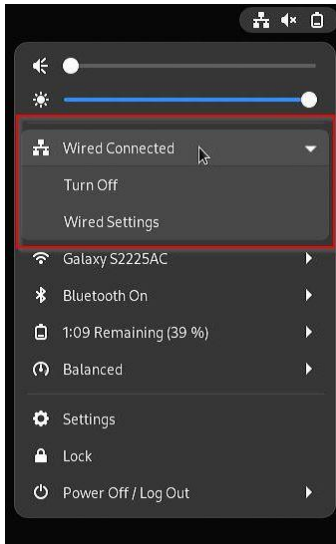 Wired Connected
Turn Off
Wired Settings
Galaxy S2225AC
Bluetooth On
1:09 Remaining (39 %)
Balanced
Settings
Lock
Power Off / Log Out